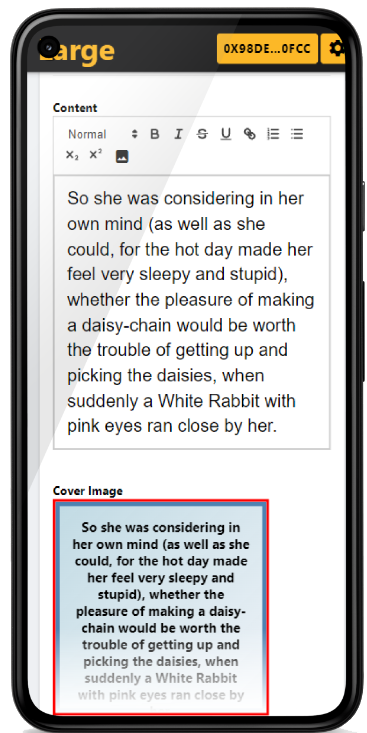 Large
0X98DE...0FCC
Content
Normal
B I S U
X₂ X²
So she was considering in her
own mind (as well as she
could, for the hot day made her
feel very sleepy and stupid),
whether the pleasure of making
a daisy-chain would be worth
the trouble of getting up and
picking the daisies, when
suddenly a White Rabbit with
pink eyes ran close by her.
Cover Image
So she was considering in
her own mind (as well as she
could, for the hot day made
her feel very sleepy and
stupid), whether the
pleasure of making a daisy-
chain would be worth the
trouble of getting up and
picking the daisies, when
suddenly a White Rabbit
with pink eyes ran close by